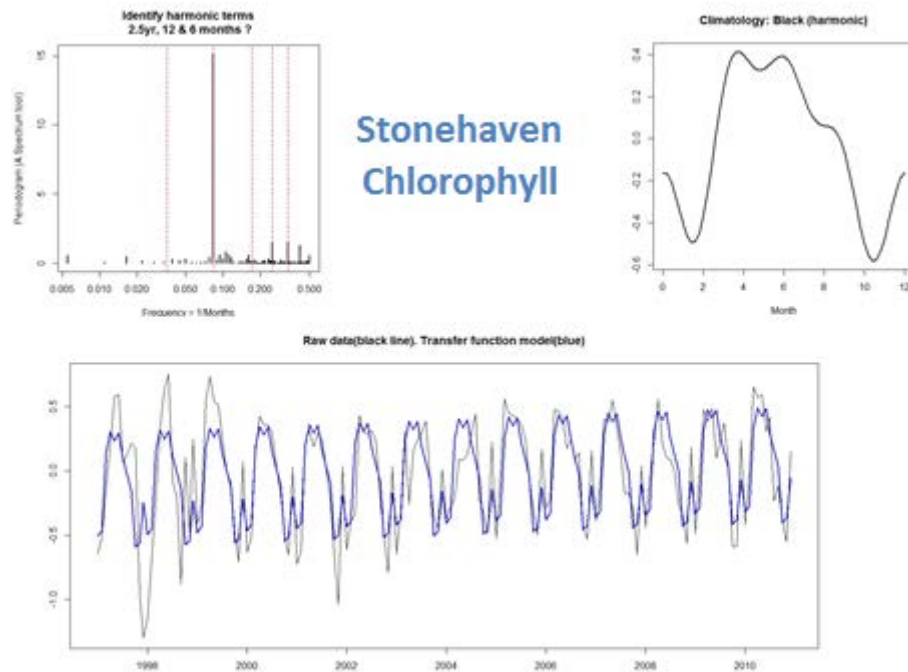 Identify harmonic terms
2.5yr, 12 & 6 months ?
Periodogram (A Spectrum tool)
15
10
5
0
0.005 0.010 0.020 0.050 0.100 0.200 0.500
Frequency = 1/Months
Stonehaven
Chlorophyll
Climatology: Black (harmonic)
0.4
0.2
-0.2
-0.6
0 2 4 6 8 10 12
Month
Raw data(black line). Transfer function model(blue)
0.5
0.0
-0.5
-1.0
1998 2000 2002 2004 2006 2008 2010